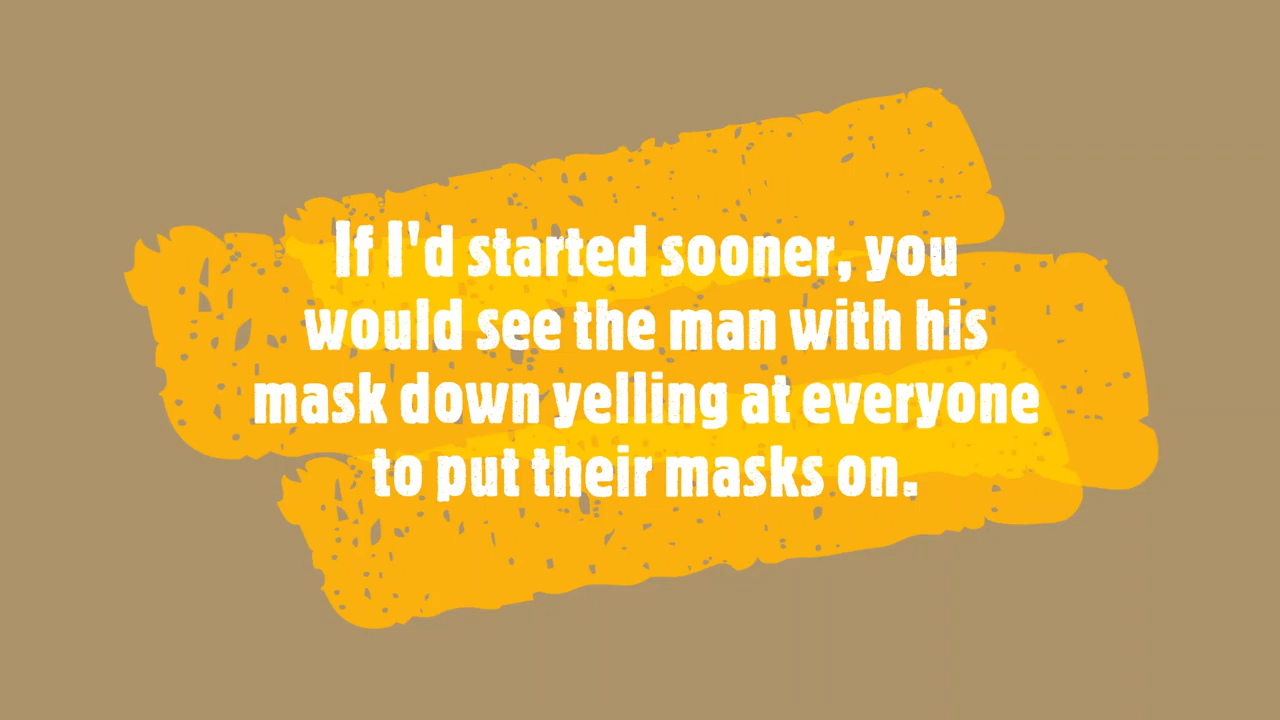 If I'd started sooner, you
would see the man with his
mask down yelling at everyone
to put their masks on.